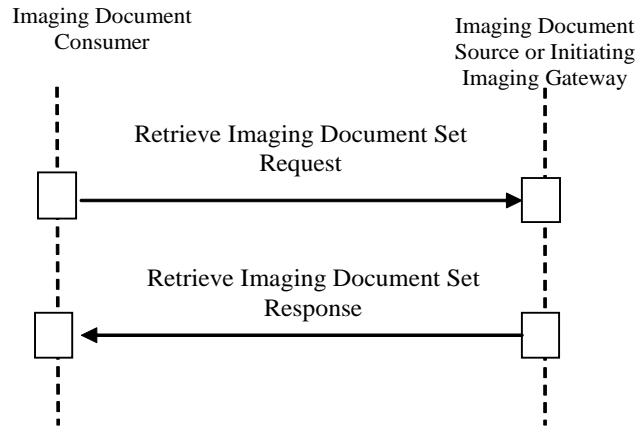 Imaging Document
Consumer
Imaging Document
Source or Initiating
Imaging Gateway
Retrieve Imaging Document Set
Request
Retrieve Imaging Document Set
Response